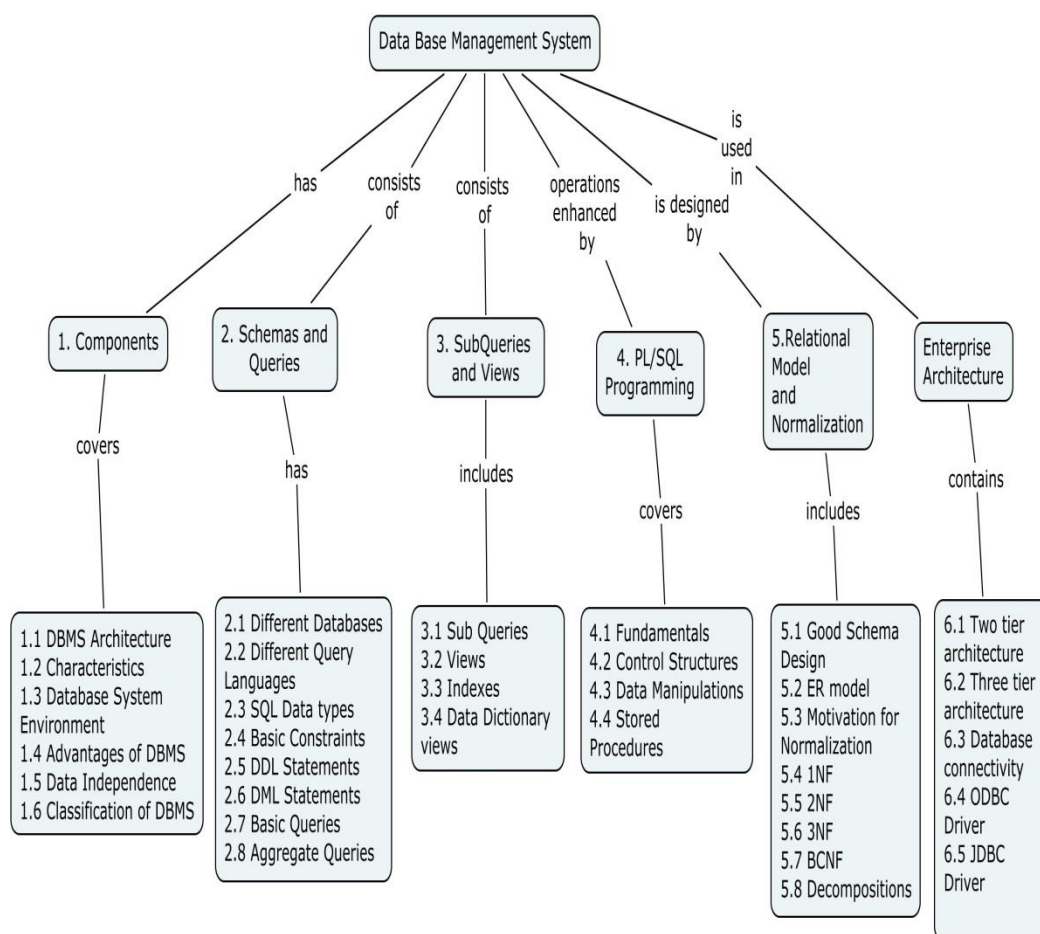 Data Base Management System
has
consists
of
consists
of
operations
enhanced
by
is designed
by
is
used
in
1. Components
2. Schemas and
Queries
3. SubQueries
and Views
4. PL/SQL
Programming
5.Relational
Model
and
Normalization
Enterprise
Architecture
covers
has
includes
covers
includes
contains
1.1 DBMS Architecture
1.2 Characteristics
1.3 Database System
Environment
1.4 Advantages of DBMS
1.5 Data Independence
1.6 Classification of DBMS
2.1 Different Databases
2.2 Different Query
Languages
2.3 SQL Data types
2.4 Basic Constraints
2.5 DDL Statements
2.6 DML Statements
2.7 Basic Queries
2.8 Aggregate Queries
3.1 Sub Queries
3.2 Views
3.3 Indexes
3.4 Data Dictionary
views
4.1 Fundamentals
4.2 Control Structures
4.3 Data Manipulations
4.4 Stored
Procedures
5.1 Good Schema
Design
5.2 ER model
5.3 Motivation for
Normalization
5.4 1NF
5.5 2NF
5.6 3NF
5.7 BCNF
5.8 Decompositions
6.1 Two tier
architecture
6.2 Three tier
architecture
6.3 Database
connectivity
6.4 ODBC
Driver
6.5 JDBC
Driver